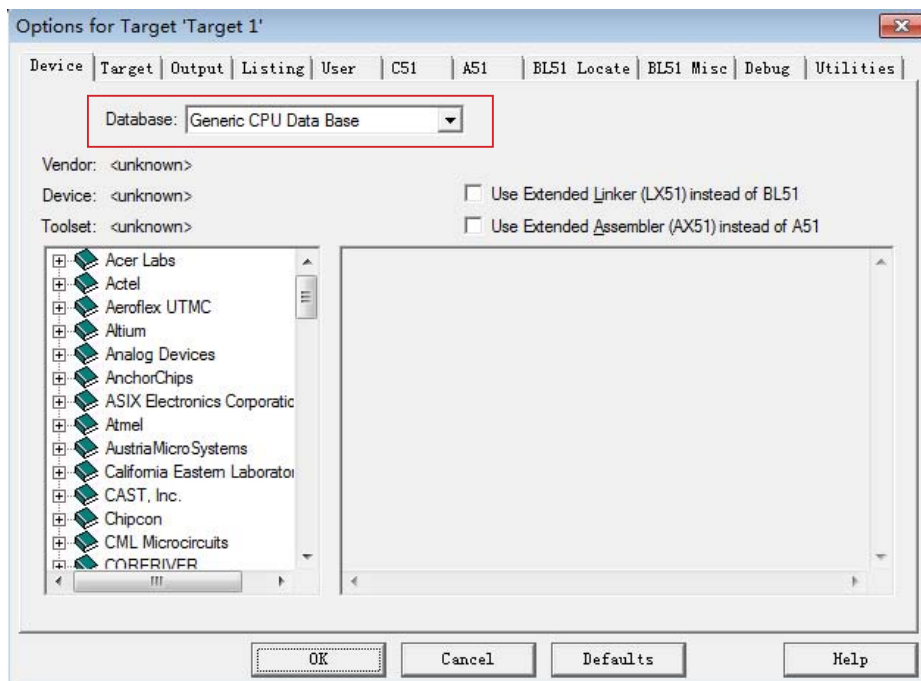 Options for Target 'Target 1'
Device Target Output Listing User C51 A51 BL51 Locate BL51 Misc Debug Utilities
Database: Generic CPU Data Base
Vendor: <unknown>
Device: <unknown>
Use Extended Linker (LX51) instead of BL51
Toolset: <unknown>
Use Extended Assembler (AX51) instead of A51
Acer Labs
Actel
Aeroflex UTMC
Altium
Analog Devices
AnchorChips
ASIX Electronics Corporatic
Atmel
AustriaMicroSystems
California Eastern Laborator
CAST, Inc.
Chipcon
CML Microcircuits
CORERIVER
OK Cancel Defaults Help